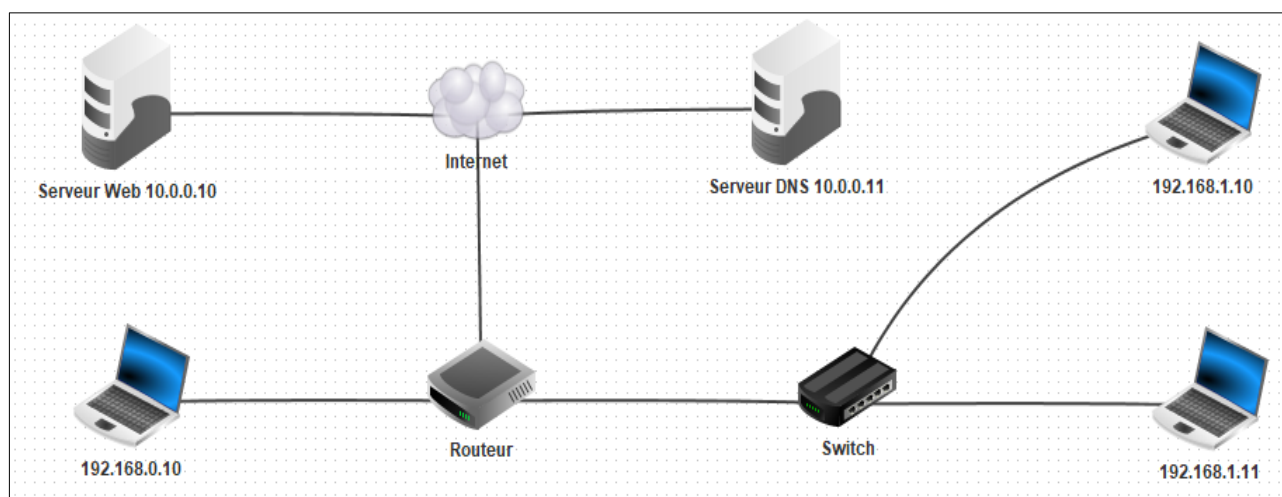 Internet
Serveur Web 10.0.0.10
Serveur DNS 10.0.0.11
192.168.1.10
Routeur
Switch
192.168.0.10
192.168.1.11